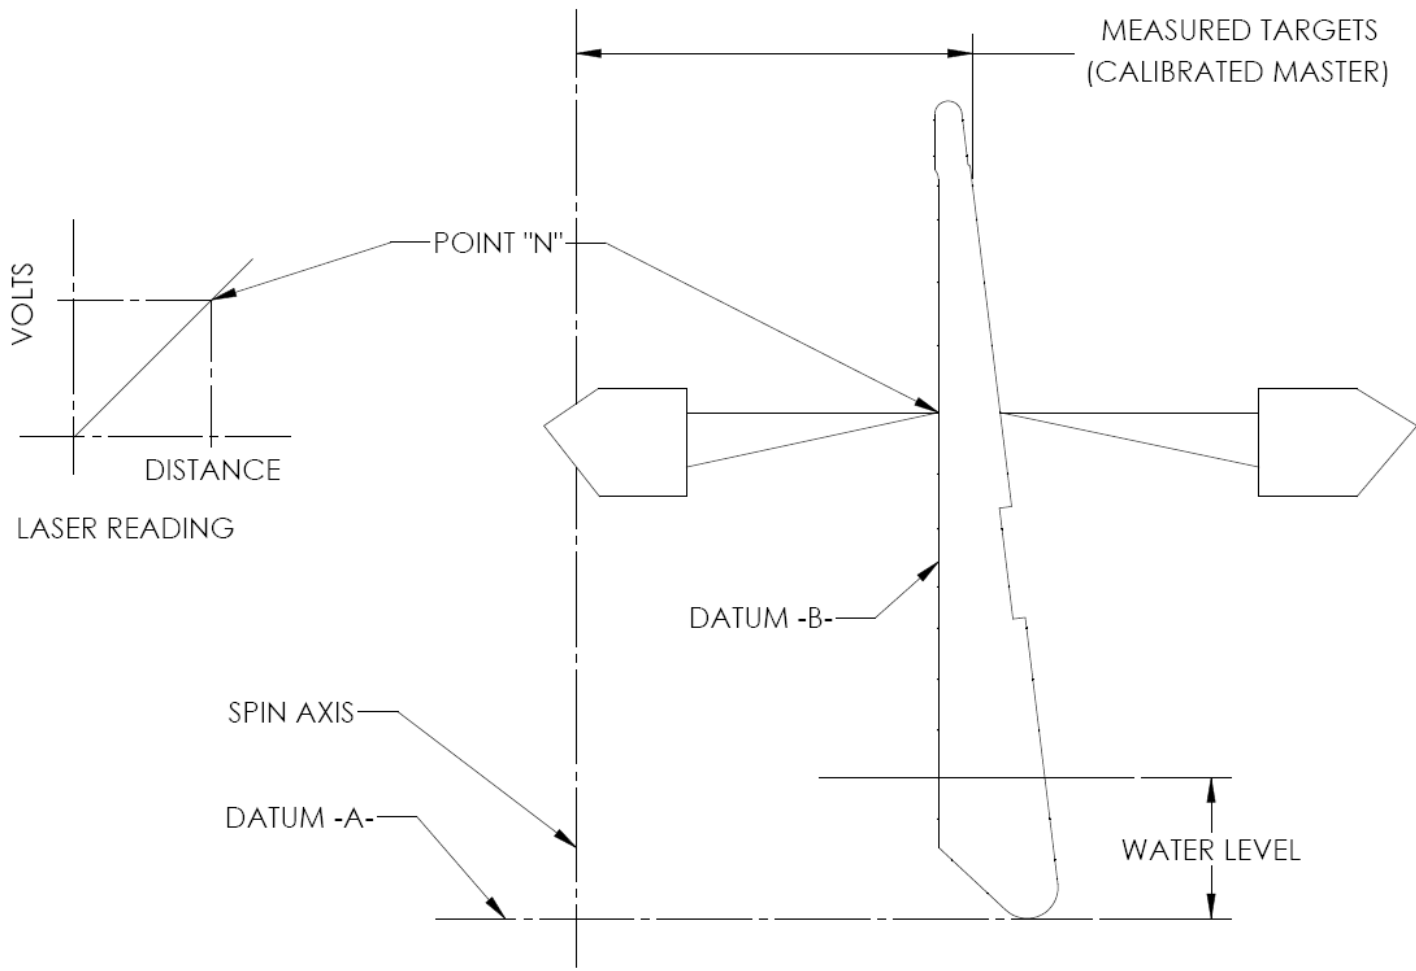 MEASURED TARGETS
(CALIBRATED MASTER)
POINT "N"
VOLTS
DISTANCE
LASER READING
DATUM -B-
SPIN AXIS
DATUM -A-
WATER LEVEL